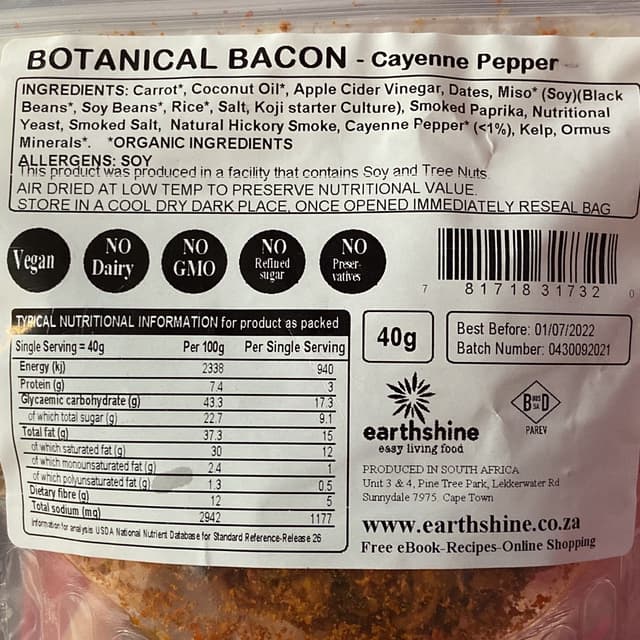 BOTANICAL BACON - Cayenne Pepper
INGREDIENTS: Carrot*, Coconut Oil*, Apple Cider Vinegar, Dates, Miso* (Soy)(Black
Beans*, Soy Beans*, Rice*, Salt, Koji starter Culture), Smoked Paprika, Nutritional
Yeast, Smoked Salt, Natural Hickory Smoke, Cayenne Pepper* (<1%), Kelp, Ormus
Minerals*. *ORGANIC INGREDIENTS
ALLERGENS: SOY
This product was produced in a facility that contains Soy and Tree Nuts.
AIR DRIED AT LOW TEMP TO PRESERVE NUTRITIONAL VALUE.
STORE IN A COOL DRY DARK PLACE, ONCE OPENED IMMEDIATELY RESEAL BAG
Vegan
NO Dairy
NO GMO
NO Refined sugar
NO Preser-vatives
7 81718 31732 0
TYPICAL NUTRITIONAL INFORMATION for product as packed
Single Serving = 40g Per 100g Per Single Serving
Energy (kj) 2338 940
Protein (g) 7.4 3
Glycaemic carbohydrate (g) 43.3 17.3
of which total sugar (g) 22.7 9.1
Total fat (g) 37.3 15
of which saturated fat (g) 30 12
of which monounsaturated fat (g) 2.4 1
of which polyunsaturated fat (g) 1.3 0.5
Dietary fibre (g) 12 5
Total sodium (mg) 2942 1177
Information for analysis USDA National Nutrient Database for Standard Reference-Release 26
40g
Best Before: 01/07/2022
Batch Number: 0430092021
earthshine
easy living food
B D
PAREV
PRODUCED IN SOUTH AFRICA
Unit 3 & 4, Pine Tree Park, Lekkerwater Rd
Sunnydale 7975, Cape Town
www.earthshine.co.za
Free eBook-Recipes-Online Shopping